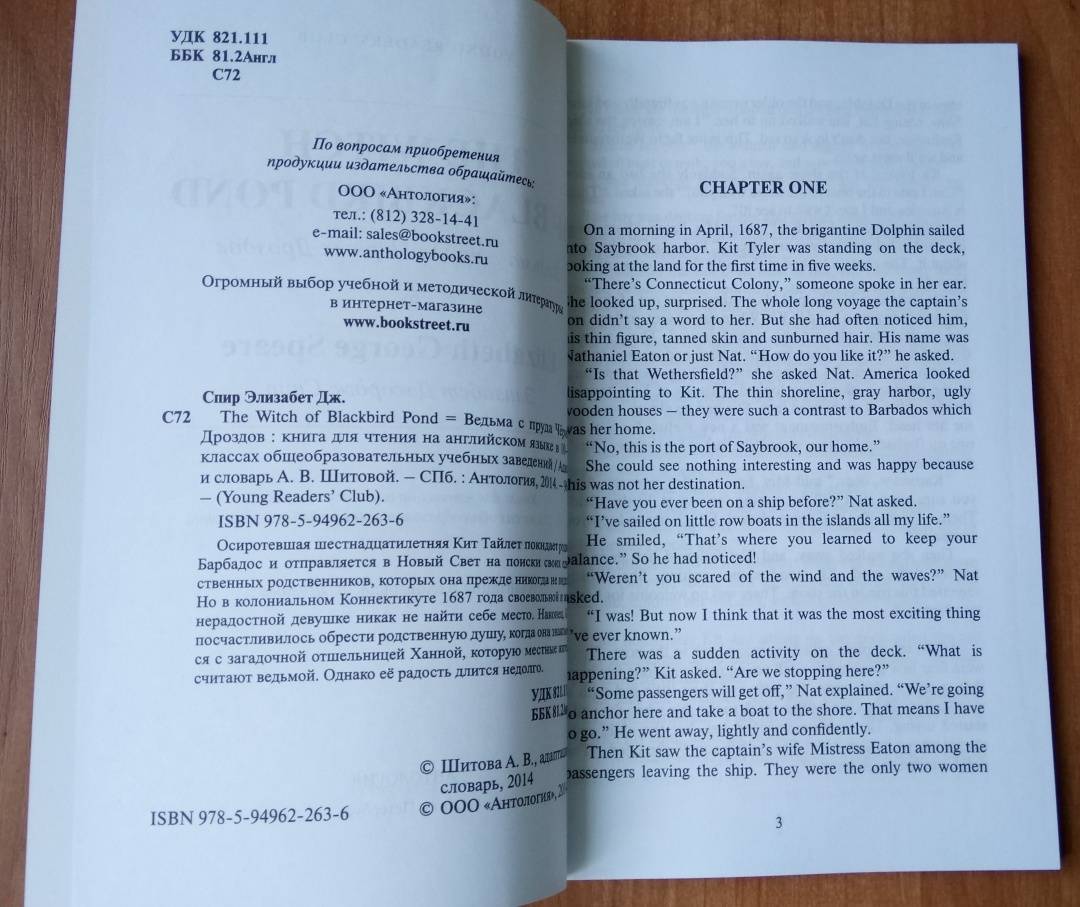 УДК 821.111
ББК 81.2Англ
С72
По вопросам приобретения
продукции издательства обращайтесь:
ООО «Антология»:
тел.: (812) 328-14-41
e-mail: sales@bookstreet.ru
www.anthologybooks.ru
Огромный выбор учебной и методической литературы
в интернет-магазине
www.bookstreet.ru
Спир Элизабет Дж.
С72 The Witch of Blackbird Pond = Ведьма с пруда
Дроздов : книга для чтения на английском языке в
классах общеобразовательных учебных заведений /
и словарь А. В. Шитовой. — СПб. : Антология, 2014. —
— (Young Readers' Club).
ISBN 978-5-94962-263-6
Осиротевшая шестнадцатилетняя Кит Тайлет покидает
Барбадос и отправляется в Новый Свет на поиски своих
ственных родственников, которых она прежде никогда не
Но в колониальном Коннектикуте 1687 года своевольной и
нерадостной девушке никак не найти себе место. Наконец,
посчастливилось обрести родственную душу, когда она
ся с загадочной отшельницей Ханной, которую местные
считают ведьмой. Однако её радость длится недолго.
УДК 821.1
ББК 81.2
© Шитова А. В.,
словарь, 2014
© ООО «Антология»,
ISBN 978-5-94962-263-6
CHAPTER ONE
On a morning in April, 1687, the brigantine Dolphin sailed
nto Saybrook harbor. Kit Tyler was standing on the deck,
ooking at the land for the first time in five weeks.
“There's Connecticut Colony,” someone spoke in her ear.
he looked up, surprised. The whole long voyage the captain's
on didn't say a word to her. But she had often noticed him,
is thin figure, tanned skin and sunburned hair. His name was
Nathaniel Eaton or just Nat. “How do you like it?” he asked.
“Is that Wethersfield?” she asked Nat. America looked
isappointing to Kit. The thin shoreline, gray harbor, ugly
ooden houses — they were such a contrast to Barbados which
was her home.
“No, this is the port of Saybrook, our home.”
She could see nothing interesting and was happy because
his was not her destination.
“Have you ever been on a ship before?” Nat asked.
“I've sailed on little row boats in the islands all my life.”
He smiled, “That's where you learned to keep your
alance.” So he had noticed!
“Weren't you scared of the wind and the waves?” Nat
asked.
“I was! But now I think that it was the most exciting thing
've ever known.”
There was a sudden activity on the deck. “What is
appening?” Kit asked. “Are we stopping here?”
“Some passengers will get off,” Nat explained. “We're going
o anchor here and take a boat to the shore. That means I have
o go.” He went away, lightly and confidently.
Then Kit saw the captain's wife Mistress Eaton among the
passengers leaving the ship. They were the only two women
3